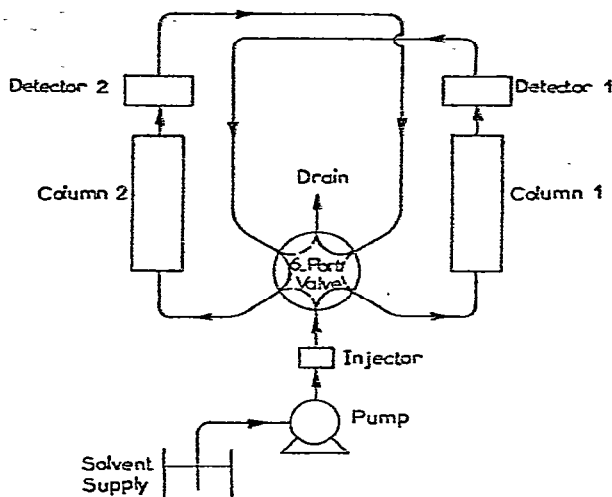 Detector 2
Detector 1
Column 2
Drain
Column 1
6-Port
Valve
Injector
Pump
Solvent
Supply